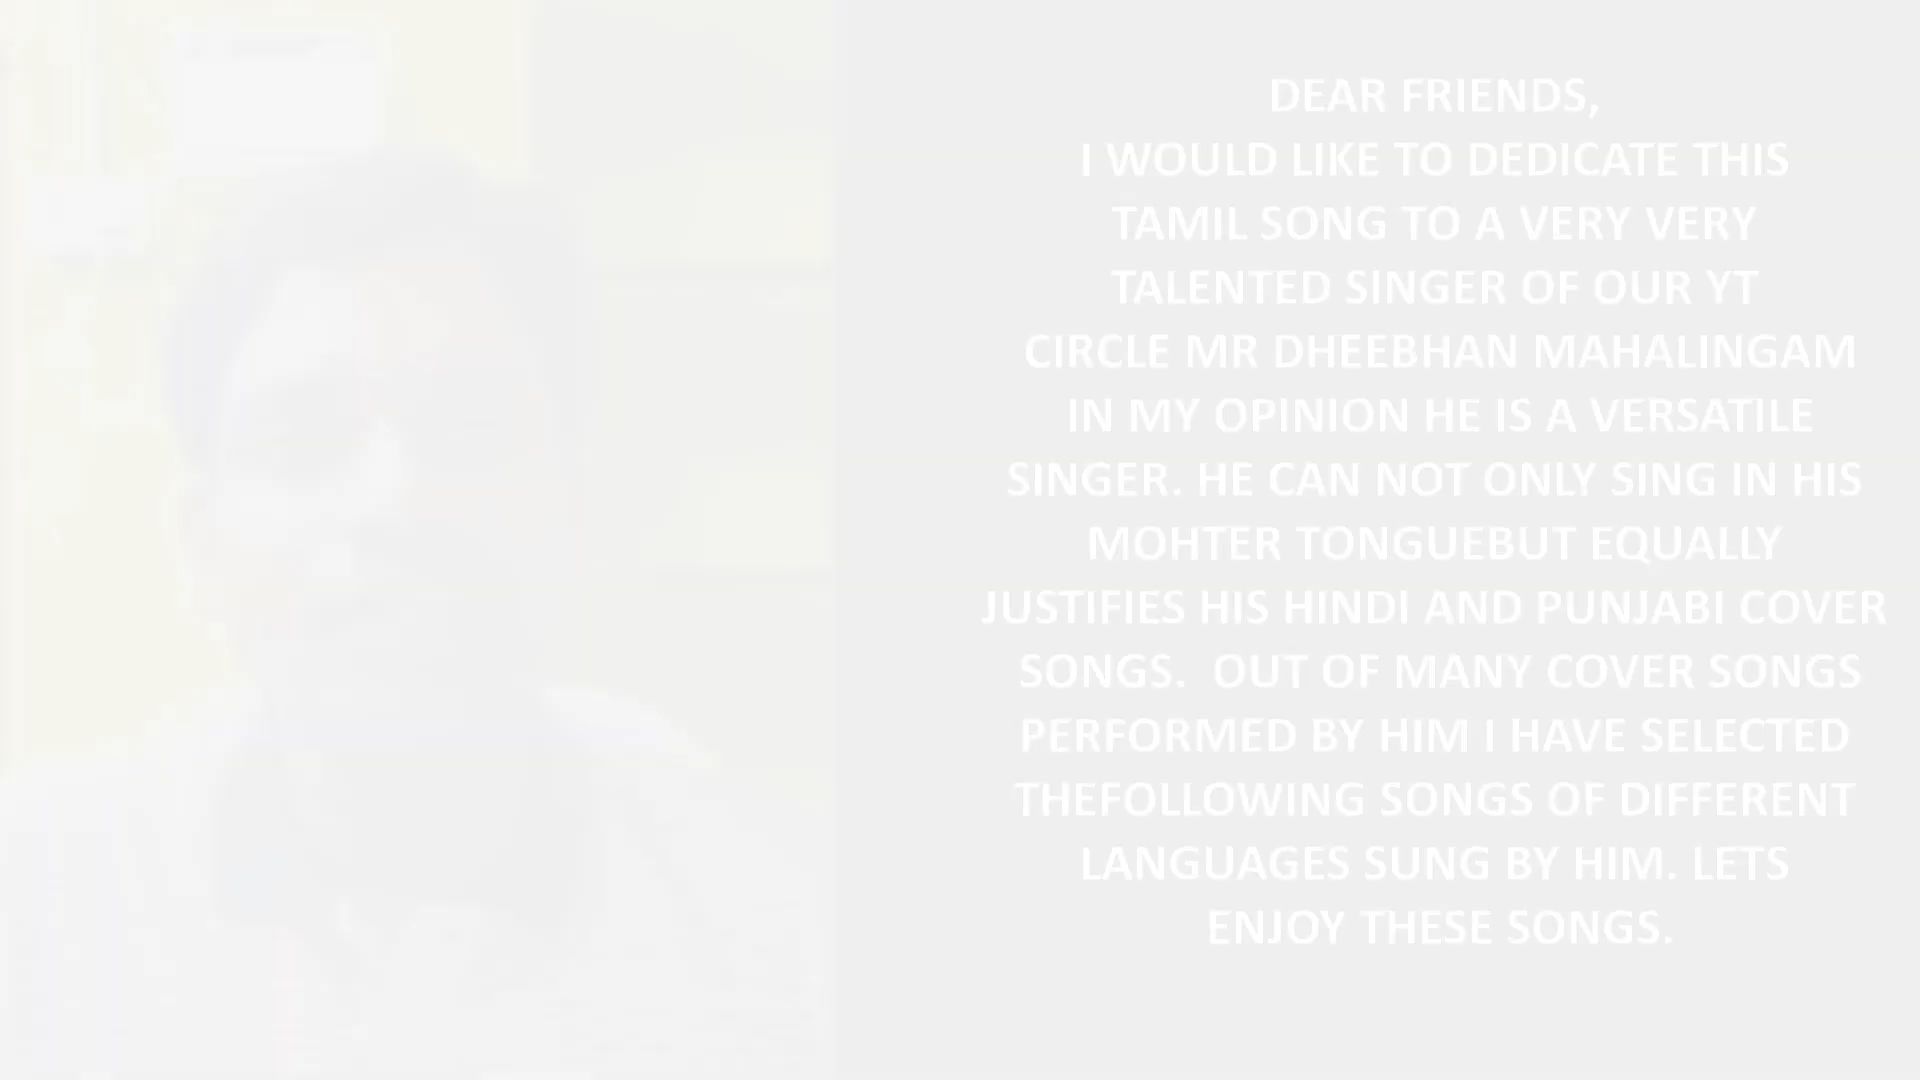 DEAR FRIENDS,
I WOULD LIKE TO DEDICATE THIS
TAMIL SONG TO A VERY VERY
TALENTED SINGER OF OUR YT
CIRCLE MR DHEEBHAN MAHALINGAM
IN MY OPINION HE IS A VERSATILE
SINGER. HE CAN NOT ONLY SING IN HIS
MOHTER TONGUEBUT EQUALLY
JUSTIFIES HIS HINDI AND PUNJABI COVER
SONGS.  OUT OF MANY COVER SONGS
PERFORMED BY HIM I HAVE SELECTED
THEFOLLOWING SONGS OF DIFFERENT
LANGUAGES SUNG BY HIM. LETS
ENJOY THESE SONGS.